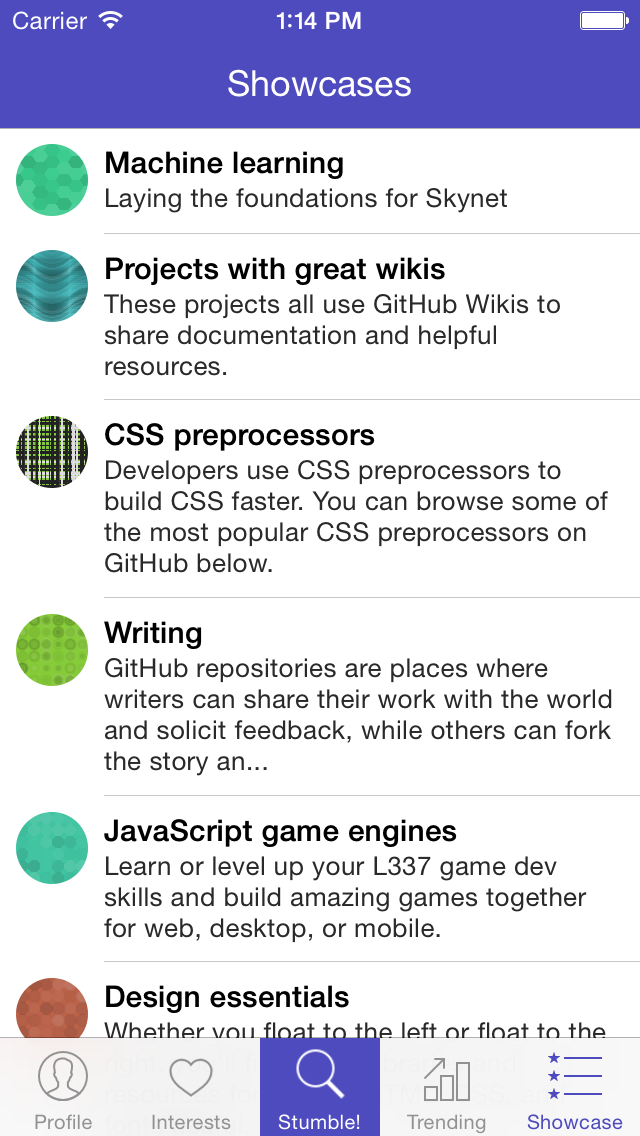 Carrier 1:14 PM
Showcases
Machine learning
Laying the foundations for Skynet
Projects with great wikis
These projects all use GitHub Wikis to
share documentation and helpful
resources.
CSS preprocessors
Developers use CSS preprocessors to
build CSS faster. You can browse some of
the most popular CSS preprocessors on
GitHub below.
Writing
GitHub repositories are places where
writers can share their work with the world
and solicit feedback, while others can fork
the story an...
JavaScript game engines
Learn or level up your L337 game dev
skills and build amazing games together
for web, desktop, or mobile.
Design essentials
Whether you float to the left or float to the
Profile Interests Stumble! Trending Showcase